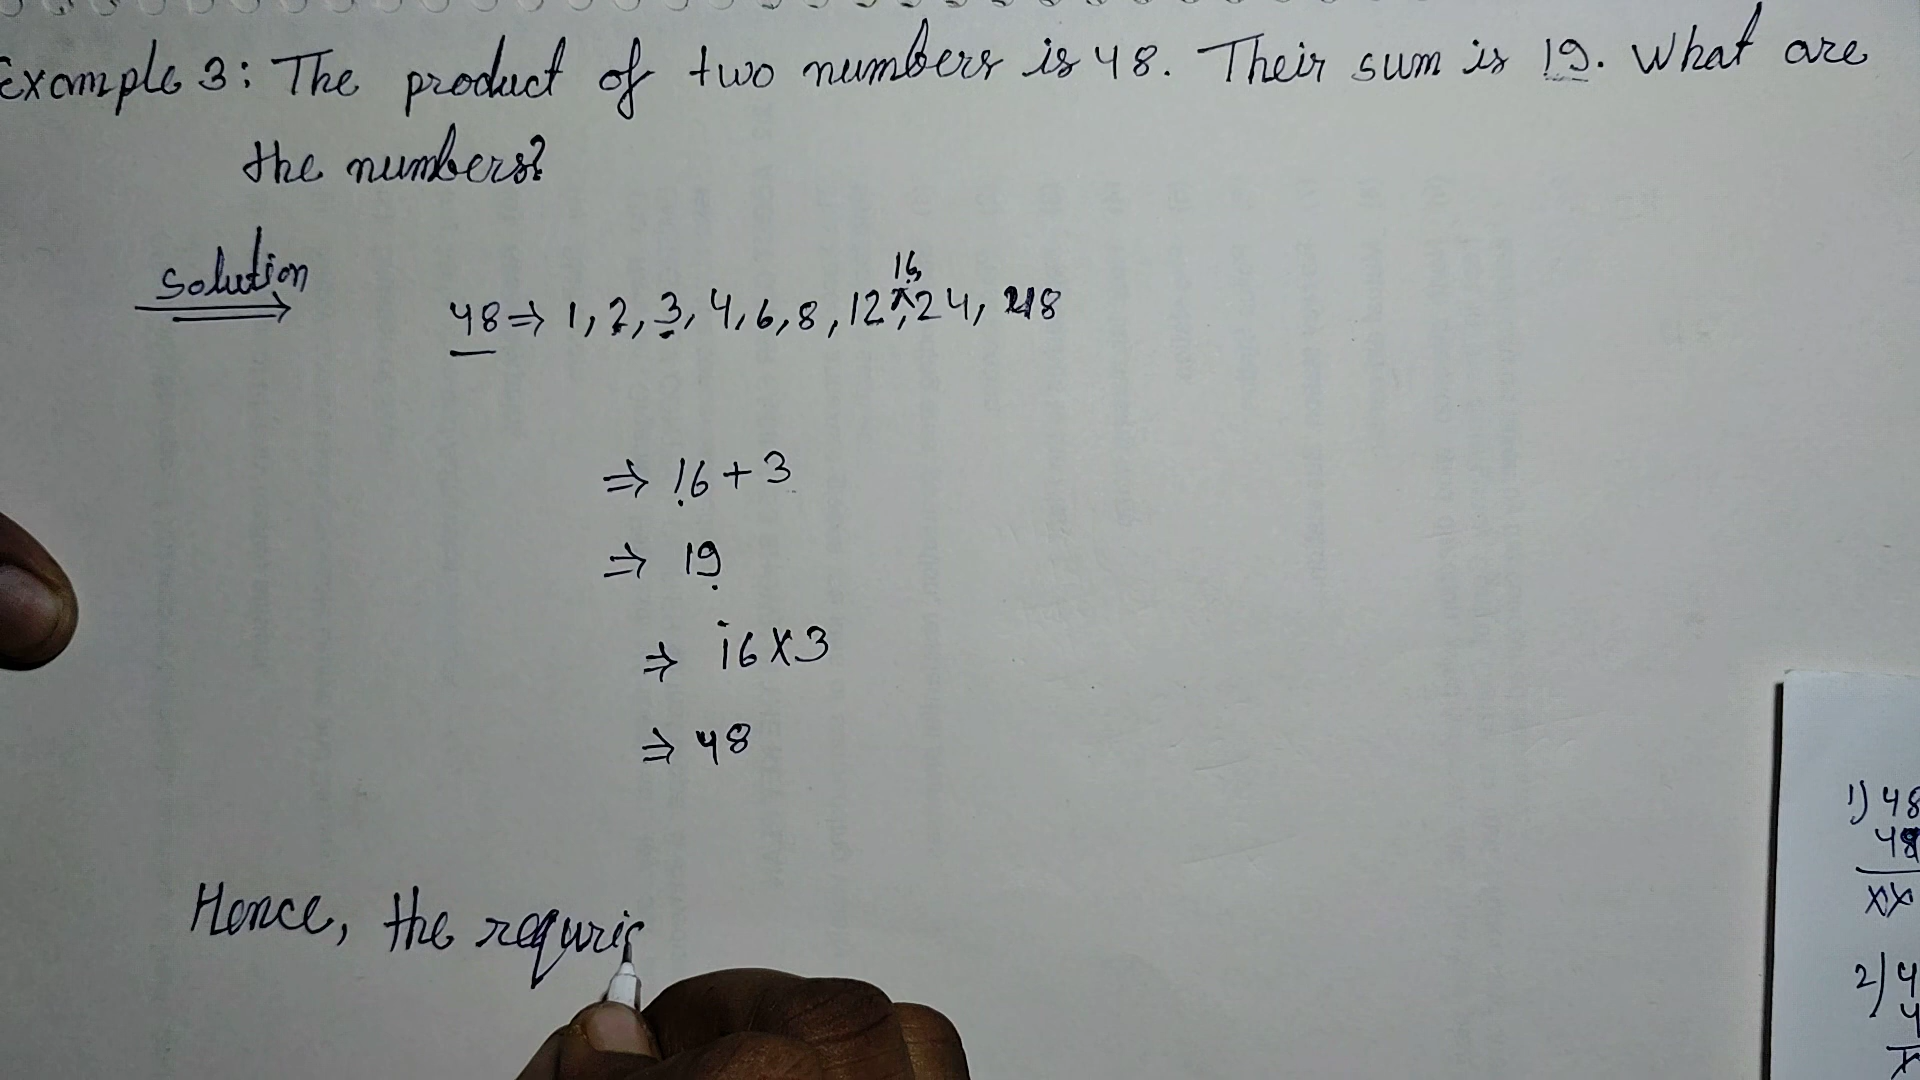 Example 3: The product of two numbers is 48. Their sum is 19. What are
the numbers?
Solution
16
48 ⇒ 1, 2, 3, 4, 6, 8, 12, 24, 48
⇒ 16 + 3
⇒ 19
⇒ 16 X 3
⇒ 48
Hence, the requri
1) 48
48
XX
2) 4
4